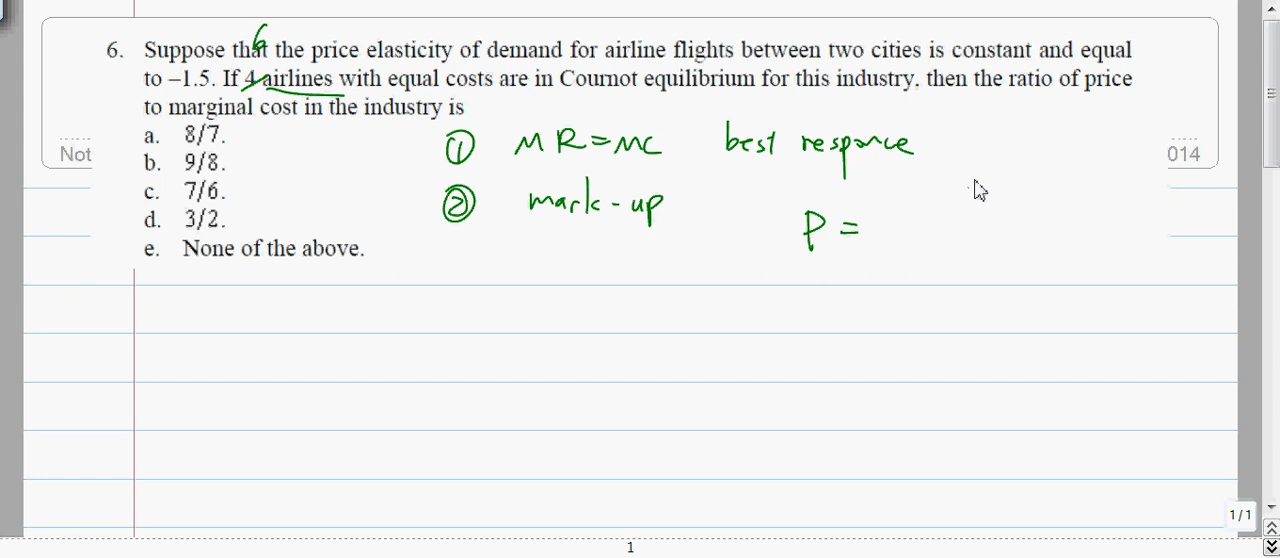 6
6. Suppose that the price elasticity of demand for airline flights between two cities is constant and equal
to –1.5. If 4 airlines with equal costs are in Cournot equilibrium for this industry, then the ratio of price
to marginal cost in the industry is
a. 8/7.
b. 9/8.
c. 7/6.
d. 3/2.
e. None of the above.
① MR=MC best responce
② mark-up
P =
Not
014
1/1
1